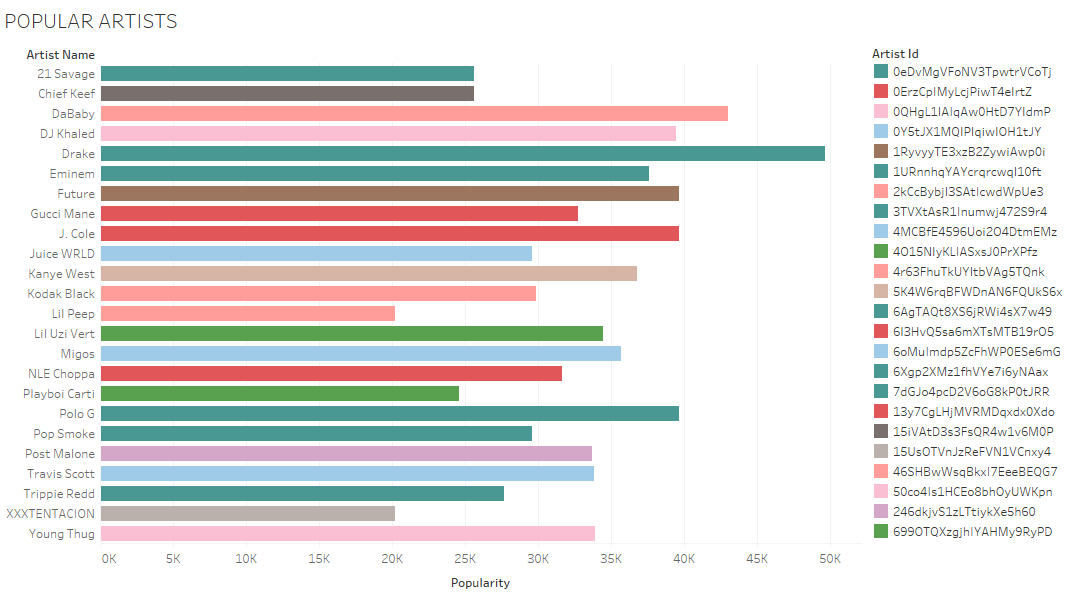 POPULAR ARTISTS
Artist Name
21 Savage
Chief Keef
DaBaby
DJ Khaled
Drake
Eminem
Future
Gucci Mane
J. Cole
Juice WRLD
Kanye West
Kodak Black
Lil Peep
Lil Uzi Vert
Migos
NLE Choppa
Playboi Carti
Polo G
Pop Smoke
Post Malone
Travis Scott
Trippie Redd
XXXTENTACION
Young Thug
0K 5K 10K 15K 20K 25K 30K 35K 40K 45K 50K
Popularity
Artist Id
0eDvMgVFoNV3TpwtrVCoTj
0ErzCpIMyLcjPiwT4elrtZ
0QHgL1lAIqAw0HtD7YldmP
0Y5tJX1MQlPlqiwlOH1tJY
1RyvyyTE3xzB2ZywiAwp0i
1URnnhqYAYcrqrcwql10ft
2kCcBybjl3SAtIcwdWpUe3
3TVXtAsR1Inumwj472S9r4
4MCBfE4596Uoi2O4DtmEMz
4O15NlyKLIASxsJ0PrXPfz
4r63FhuTkUYltbVAg5TQnk
5K4W6rqBFWDnAN6FQUkS6x
6AgTAQt8XS6jRWi4sX7w49
6l3HvQ5sa6mXTsMTB19rO5
6oMuImdp5ZcFhWP0ESe6mG
6Xgp2XMz1fhVYe7i6yNAax
7dGJo4pcD2V6oG8kP0tJRR
13y7CgLHjMVRMDqxdx0Xdo
15iVAtD3s3FsQR4w1v6M0P
15UsOTVnJzReFVN1VCnxy4
46SHBwWsqBkxI7EeeBEQG7
50co4Is1HCEo8bhOyUWKpn
246dkjvS1zLTtiykXe5h60
699OTQXzgjhIYAHMy9RyPD